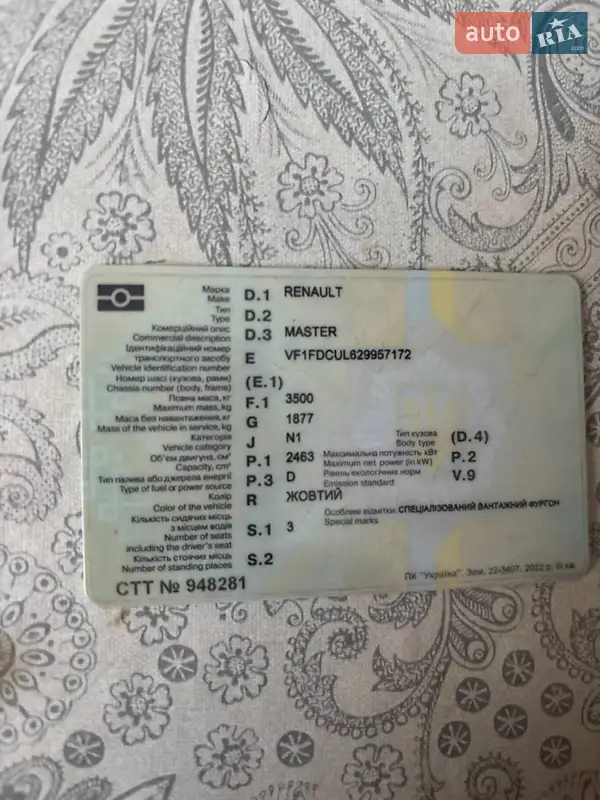 auto RIA .com
Марка
Make D.1 RENAULT
Тип
Type D.2
Комерційний опис
Commercial description D.3 MASTER
Ідентифікаційний номер
транспортного засобу
Vehicle identification number E VF1FDCUL629957172
Номер шасі (кузова, рами)
Chassis number (body, frame) (E.1)
Повна маса, кг
Maximum mass, kg F.1 3500
Маса без навантаження, кг
Mass of the vehicle in service, kg G 1877
Категорія
Vehicle category J N1
Тип кузова
Body type (D.4)
Об'єм двигуна, см³
Capacity, cm³ P.1 2463
Максимальна потужність кВт
Maximum net power (in kW) P.2
Тип палива або джерела енергії
Type of fuel or power source P.3 D
Рівень екологічних норм
Emission standard V.9
Колір
Color of the vehicle R ЖОВТИЙ
Особливі відмітки СПЕЦІАЛІЗОВАНИЙ ВАНТАЖНИЙ ФУРГОН
Special marks
Кількість сидячих місць
з місцем водія
Number of seats
including the driver's seat S.1 3
Кількість стоячих місць
Number of standing places S.2
СТТ № 948281
ПК "Україна". Зам. 22-3407. 2022 р. III кв.